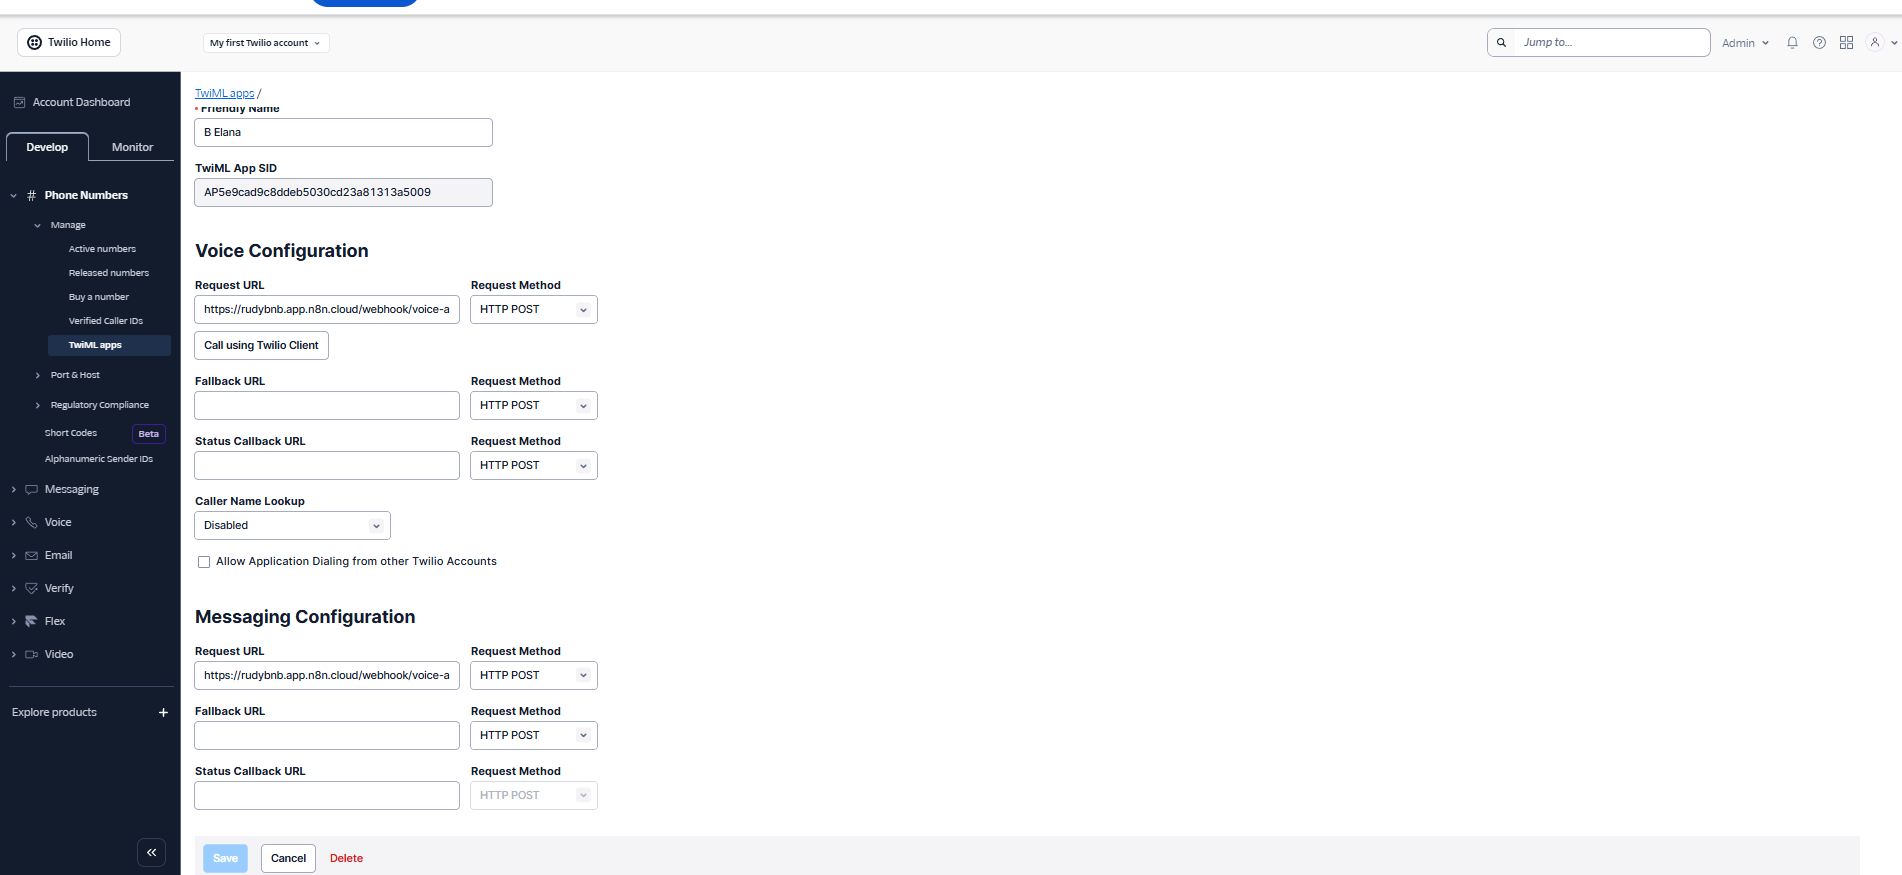 Twilio Home
My first Twilio account
Jump to...
Admin
Account Dashboard
Develop
Monitor
# Phone Numbers
Manage
Active numbers
Released numbers
Buy a number
Verified Caller IDs
TwiML apps
Port & Host
Regulatory Compliance
Short Codes
Beta
Alphanumeric Sender IDs
Messaging
Voice
Email
Verify
Flex
Video
Explore products +
TwiML apps /
* Friendly Name
B Elana
TwiML App SID
AP5e9cad9c8ddeb5030cd23a81313a5009
Voice Configuration
Request URL
Request Method
https://rudybnb.app.n8n.cloud/webhook/voice-a
HTTP POST
Call using Twilio Client
Fallback URL
Request Method
HTTP POST
Status Callback URL
Request Method
HTTP POST
Caller Name Lookup
Disabled
Allow Application Dialing from other Twilio Accounts
Messaging Configuration
Request URL
Request Method
https://rudybnb.app.n8n.cloud/webhook/voice-a
HTTP POST
Fallback URL
Request Method
HTTP POST
Status Callback URL
Request Method
HTTP POST
Save
Cancel
Delete